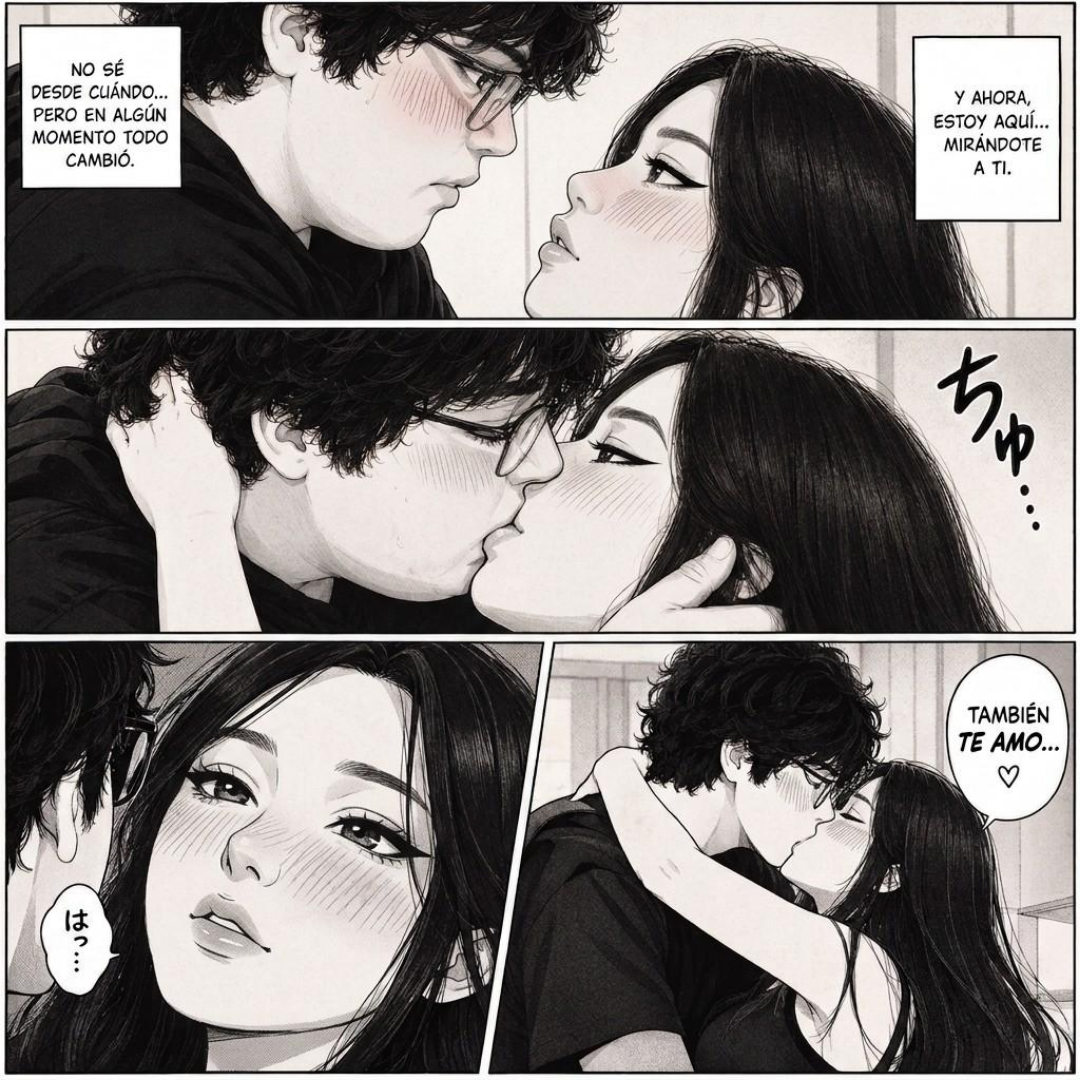 NO SÉ
DESDE CUÁNDO...
PERO EN ALGÚN
MOMENTO TODO
CAMBIÓ.
Y AHORA,
ESTOY AQUÍ...
MIRÁNDOTE
A TI.
ちゅ…
はっ…
TAMBIÉN
TE AMO...
♡